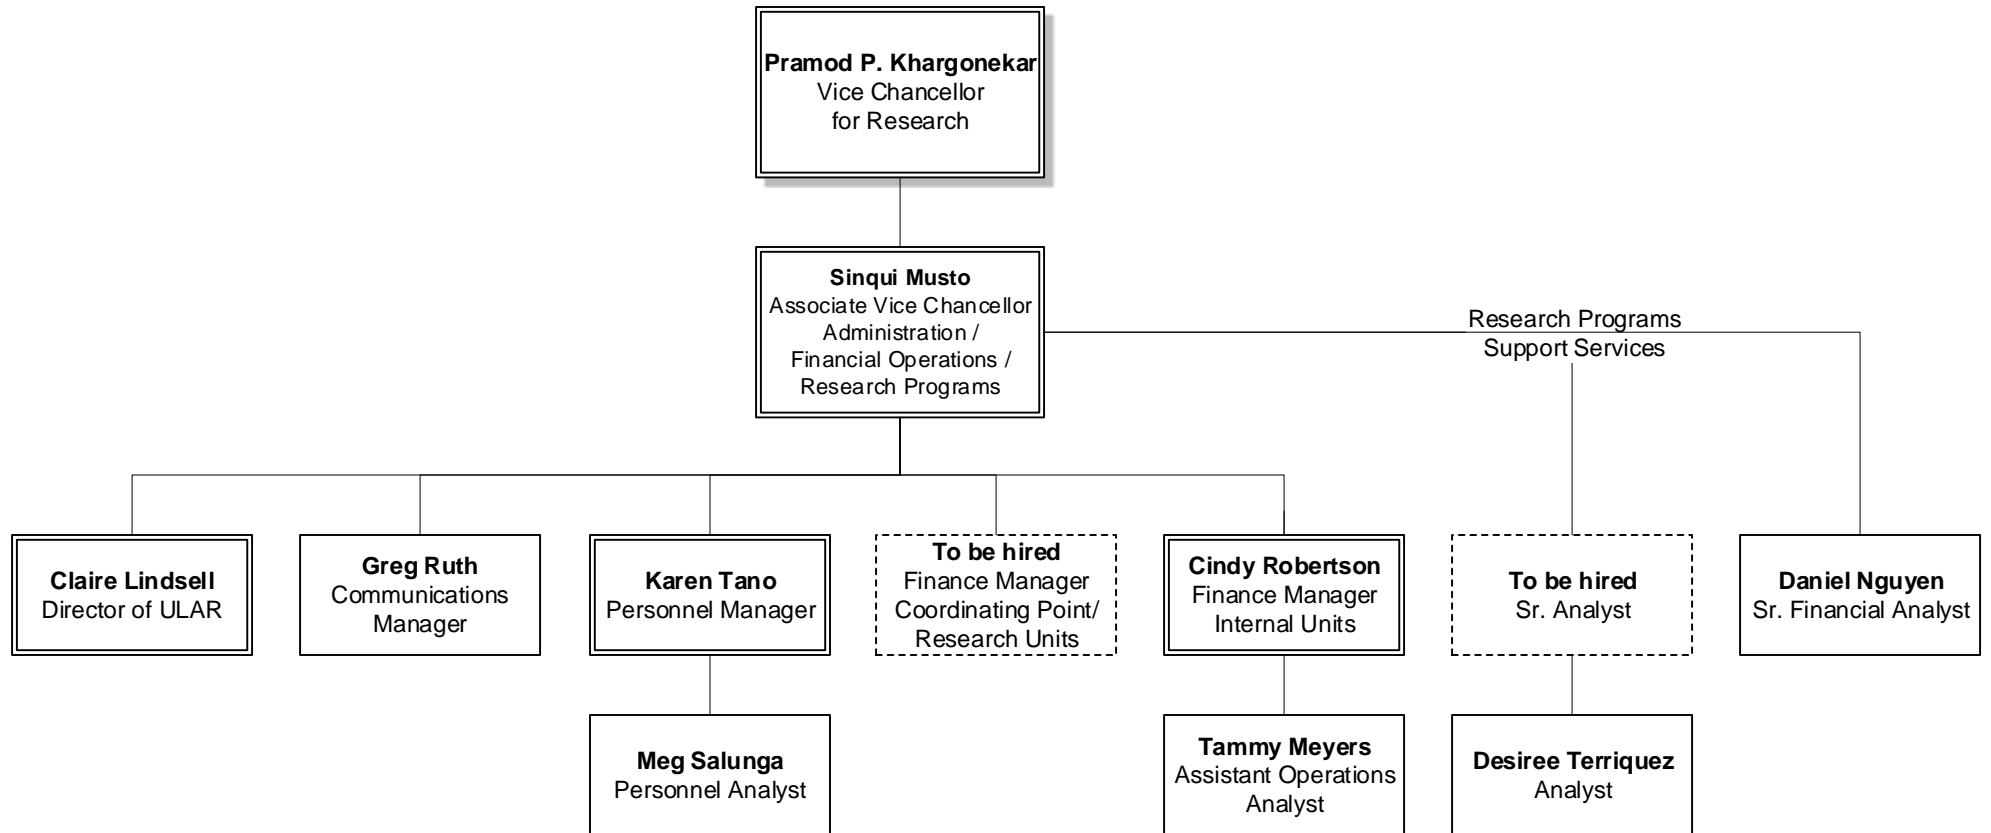 Pramod P. Khargonekar
Vice Chancellor
for Research
Sinqui Musto
Associate Vice Chancellor
Administration /
Financial Operations /
Research Programs
Research Programs
Support Services
Claire Lindsell
Director of ULAR
Greg Ruth
Communications
Manager
Karen Tano
Personnel Manager
To be hired
Finance Manager
Coordinating Point/
Research Units
Cindy Robertson
Finance Manager
Internal Units
To be hired
Sr. Analyst
Daniel Nguyen
Sr. Financial Analyst
Meg Salunga
Personnel Analyst
Tammy Meyers
Assistant Operations
Analyst
Desiree Terriquez
Analyst